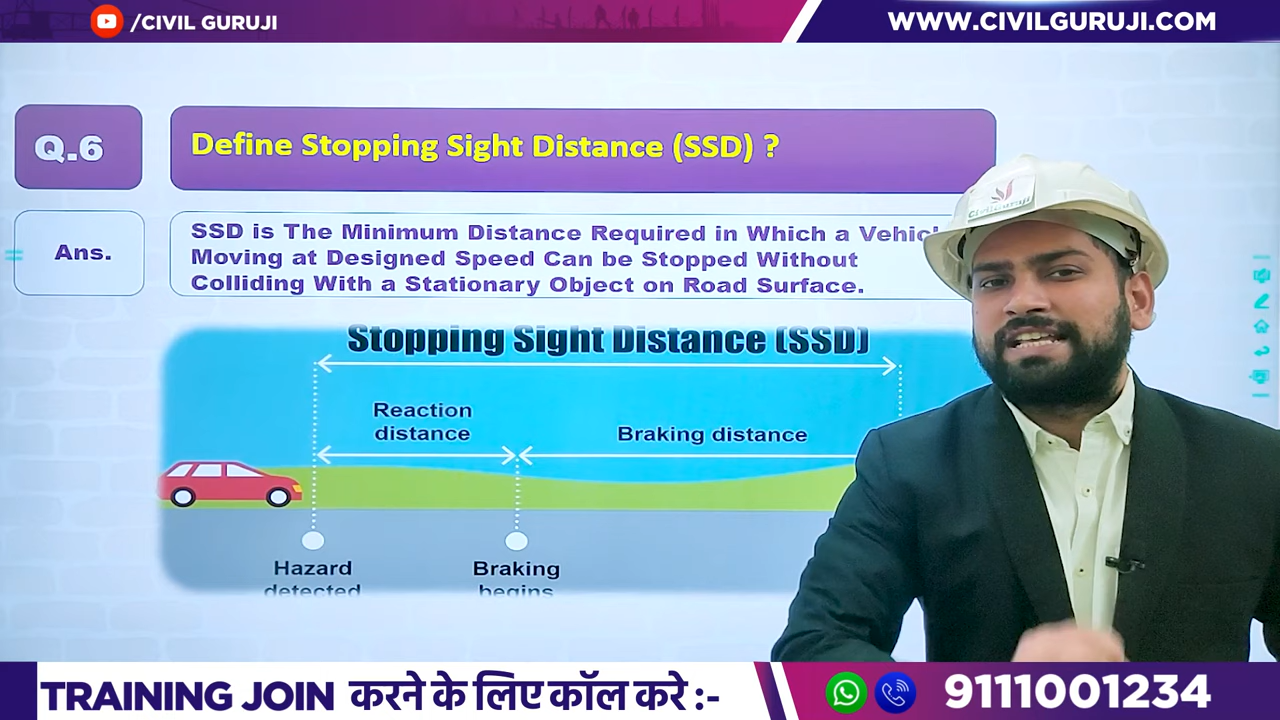 /CIVIL GURUJI
WWW.CIVILGURUJI.COM
Q.6
Define Stopping Sight Distance (SSD) ?
Ans.
SSD is The Minimum Distance Required in Which a
Moving at Designed Speed Can be Stopped Without
Colliding With a Stationary Object on Road Surface.
Stopping Sight Distance (SSD)
Reaction
distance
Braking distance
Hazard
detected
Braking
begins
TRAINING JOIN करने के लिए कॉल करे :-
9111001234